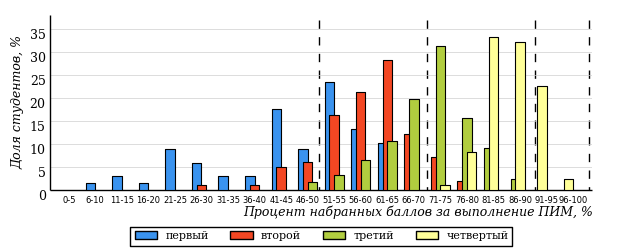 Доля студентов, %
35
30
25
20
15
10
5
0
0-5 6-10 11-15 16-20 21-25 26-30 31-35 36-40 41-45 46-50 51-55 56-60 61-65 66-70 71-75 76-80 81-85 86-90 91-95 96-100
Процент набранных баллов за выполнение ПИМ, %
первый второй третий четвертый